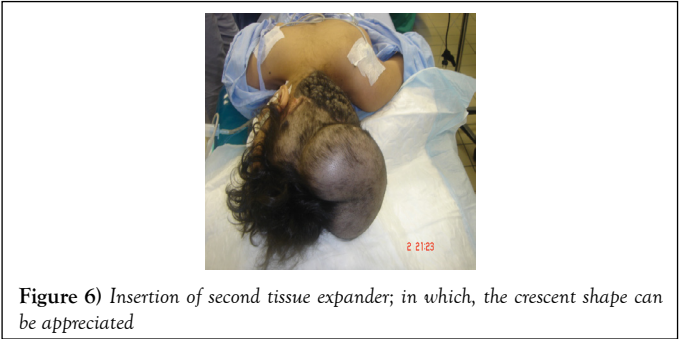 2 21:23
Figure 6) Insertion of second tissue expander; in which, the crescent shape can
be appreciated